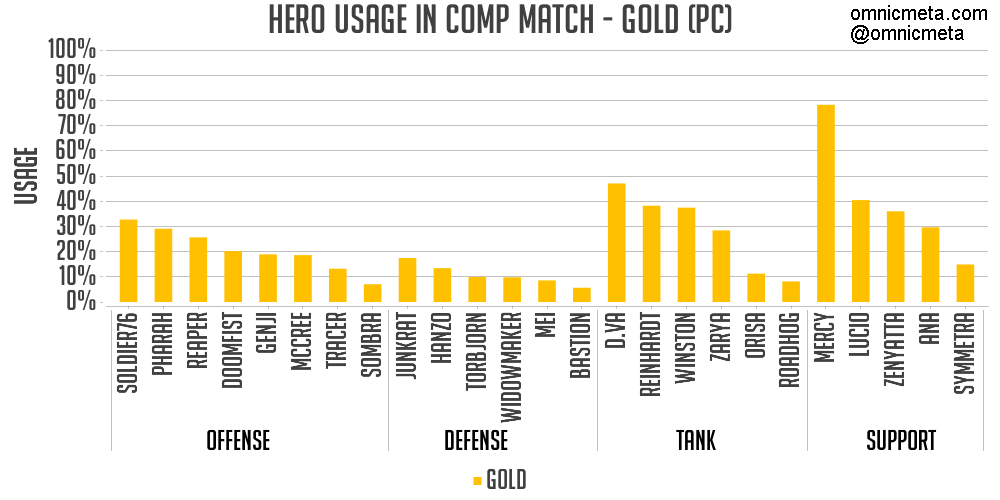 HERO USAGE IN COMP MATCH - GOLD (PC)
omnicmeta.com
@omnicmeta
USAGE
100%
90%
80%
70%
60%
50%
40%
30%
20%
10%
0%
SOLDIER76
PHARAH
REAPER
DOOMFIST
GENJI
MCCREE
TRACER
SOMBRA
JUNKRAT
HANZO
TORBJORN
WIDOWMAKER
MEI
BASTION
D.VA
REINHARDT
WINSTON
ZARYA
ORISA
ROADHOG
MERCY
LUCIO
ZENYATTA
ANA
SYMMETRA
OFFENSE
DEFENSE
TANK
SUPPORT
GOLD